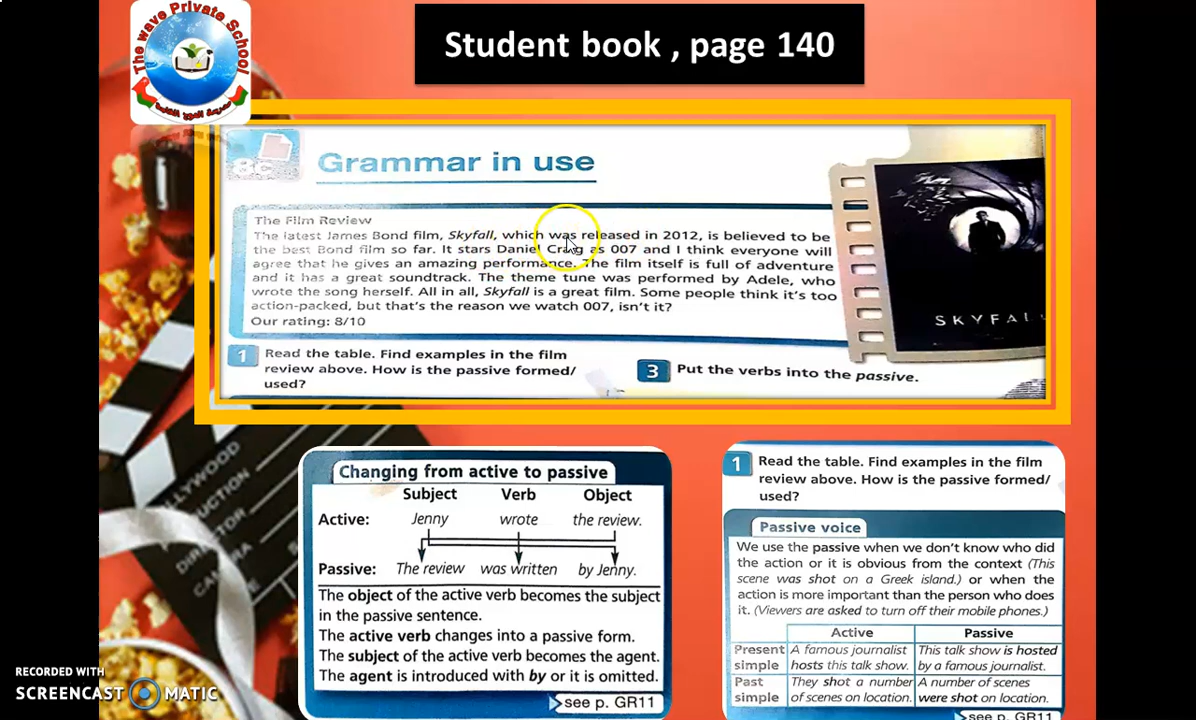 The wave Private School
مدرسة الموج الخاصة
Student book , page 140
8c
Grammar in use
The Film Review
The latest James Bond film, Skyfall, which was released in 2012, is believed to be
the best Bond film so far. It stars Daniel Craig as 007 and I think everyone will
agree that he gives an amazing performance. The film itself is full of adventure
and it has a great soundtrack. The theme tune was performed by Adele, who
wrote the song herself. All in all, Skyfall is a great film. Some people think it's too
action-packed, but that's the reason we watch 007, isn't it?
Our rating: 8/10
SKYFAL
1 Read the table. Find examples in the film
review above. How is the passive formed/
used?
3 Put the verbs into the passive.
Changing from active to passive
Subject Verb Object
Active: Jenny wrote the review.
Passive: The review was written by Jenny.
The object of the active verb becomes the subject
in the passive sentence.
The active verb changes into a passive form.
The subject of the active verb becomes the agent.
The agent is introduced with by or it is omitted.
see p. GR11
1 Read the table. Find examples in the film
review above. How is the passive formed/
used?
Passive voice
We use the passive when we don't know who did
the action or it is obvious from the context (This
scene was shot on a Greek island.) or when the
action is more important than the person who does
it. (Viewers are asked to turn off their mobile phones.)
Active Passive
Present simple A famous journalist hosts this talk show. This talk show is hosted by a famous journalist.
Past simple They shot a number of scenes on location. A number of scenes were shot on location.
see p. GR11
HOLLYWOOD
PRODUCTION
DIRECTOR
CAMERA
DATE
RECORDED WITH
SCREENCAST MATIC